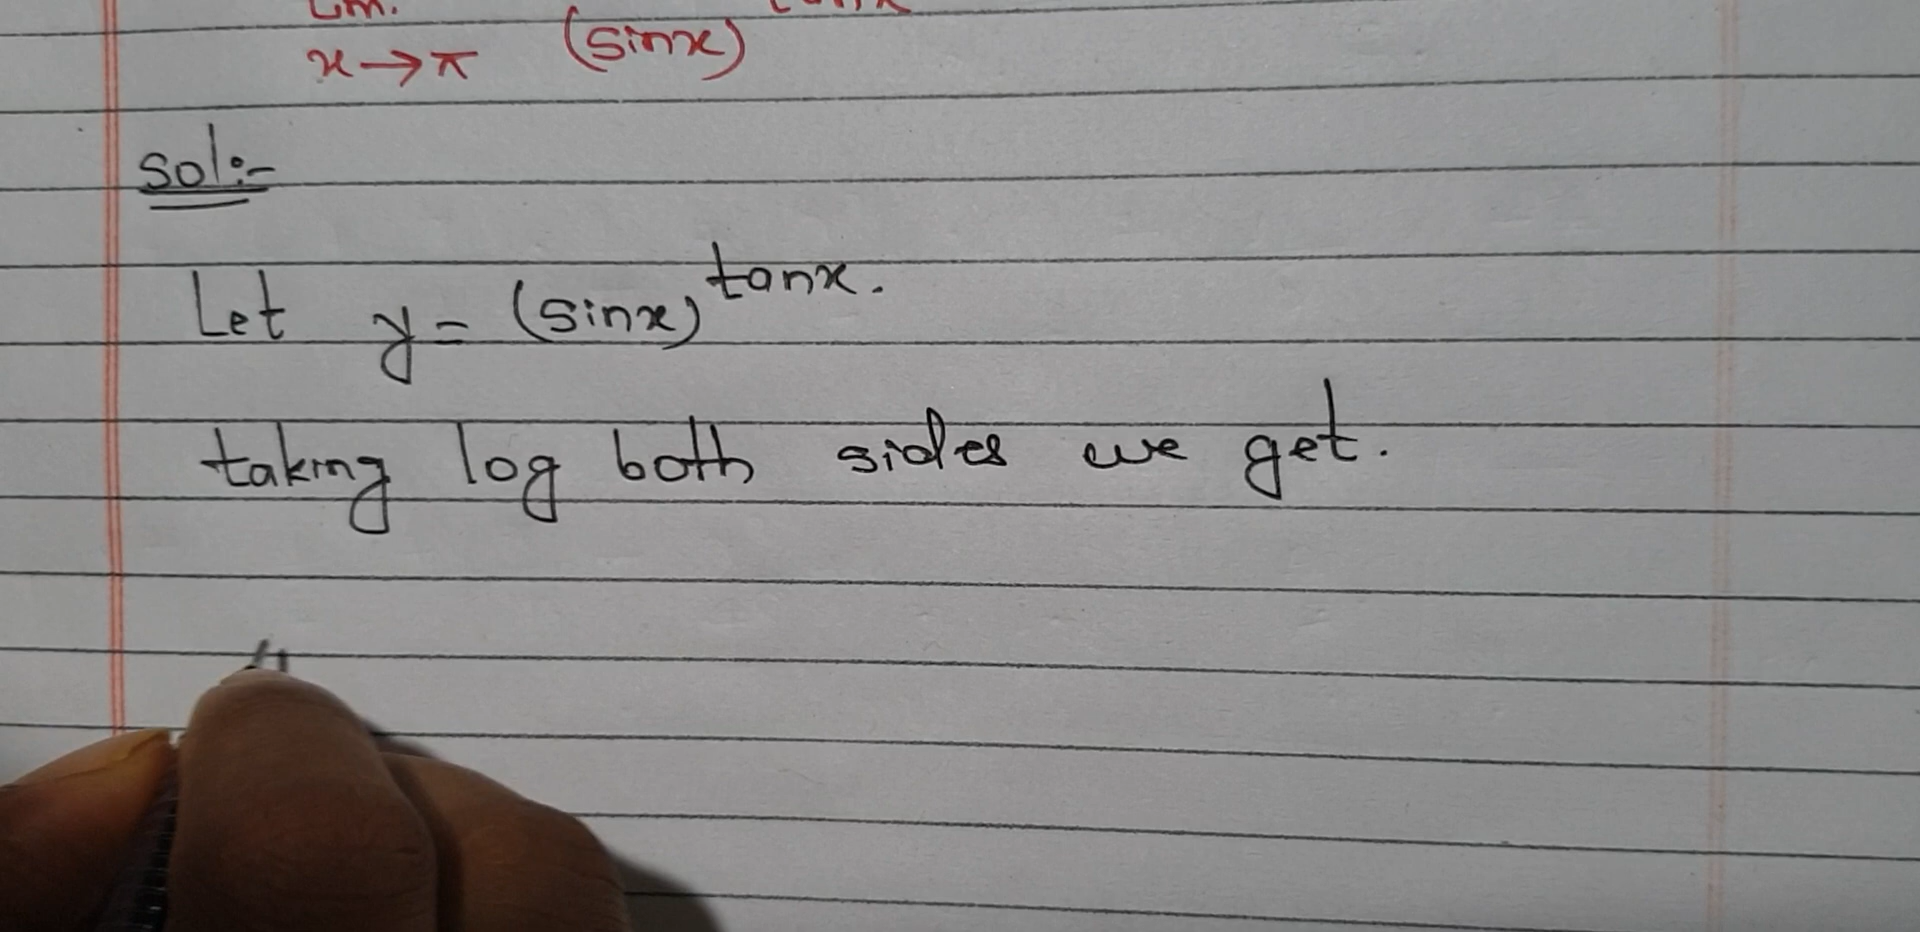 x→π (sinx)
Sol:-
Let y = (sinx)^tanx.
taking log both sides we get.